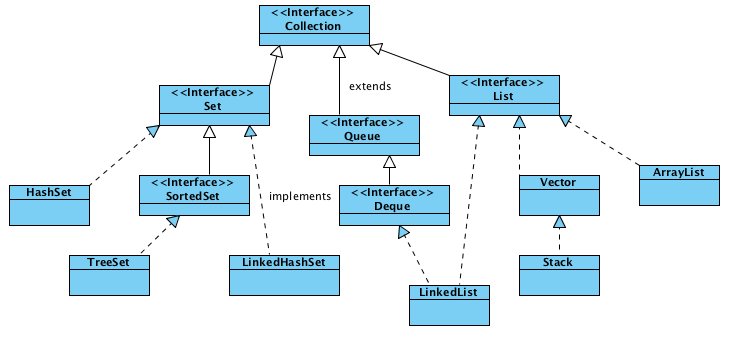 <<Interface>>
Collection
<<Interface>>
Set
extends
<<Interface>>
List
<<Interface>>
Queue
HashSet
<<Interface>>
SortedSet
implements
<<Interface>>
Deque
Vector
ArrayList
TreeSet
LinkedHashSet
LinkedList
Stack